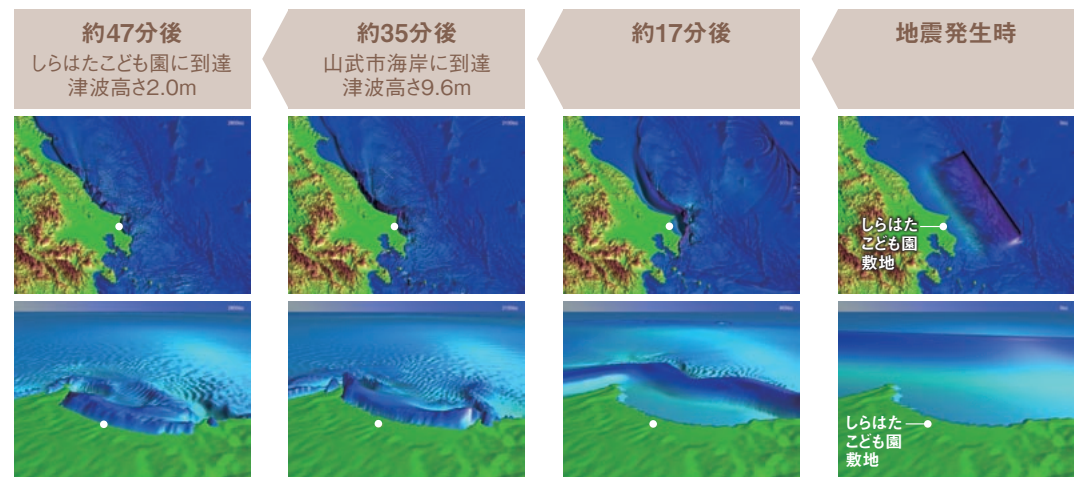 約47分後
しらはたこども園に到達
津波高さ2.0m
約35分後
山武市海岸に到達
津波高さ9.6m
約17分後
地震発生時
しらはた
こども園
敷地
しらはた
こども園
敷地